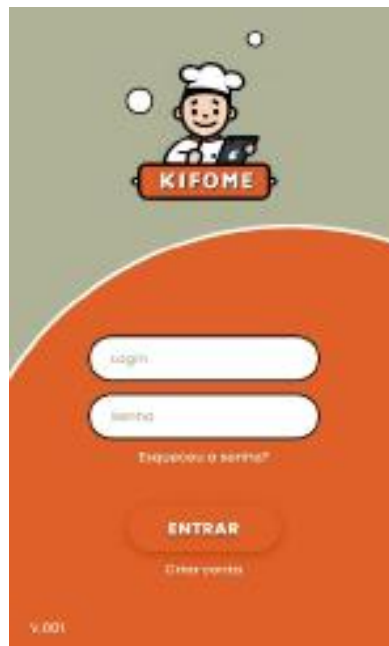 KIFOME
Login
senha
Esqueceu a senha?
ENTRAR
Criar conta
V.001